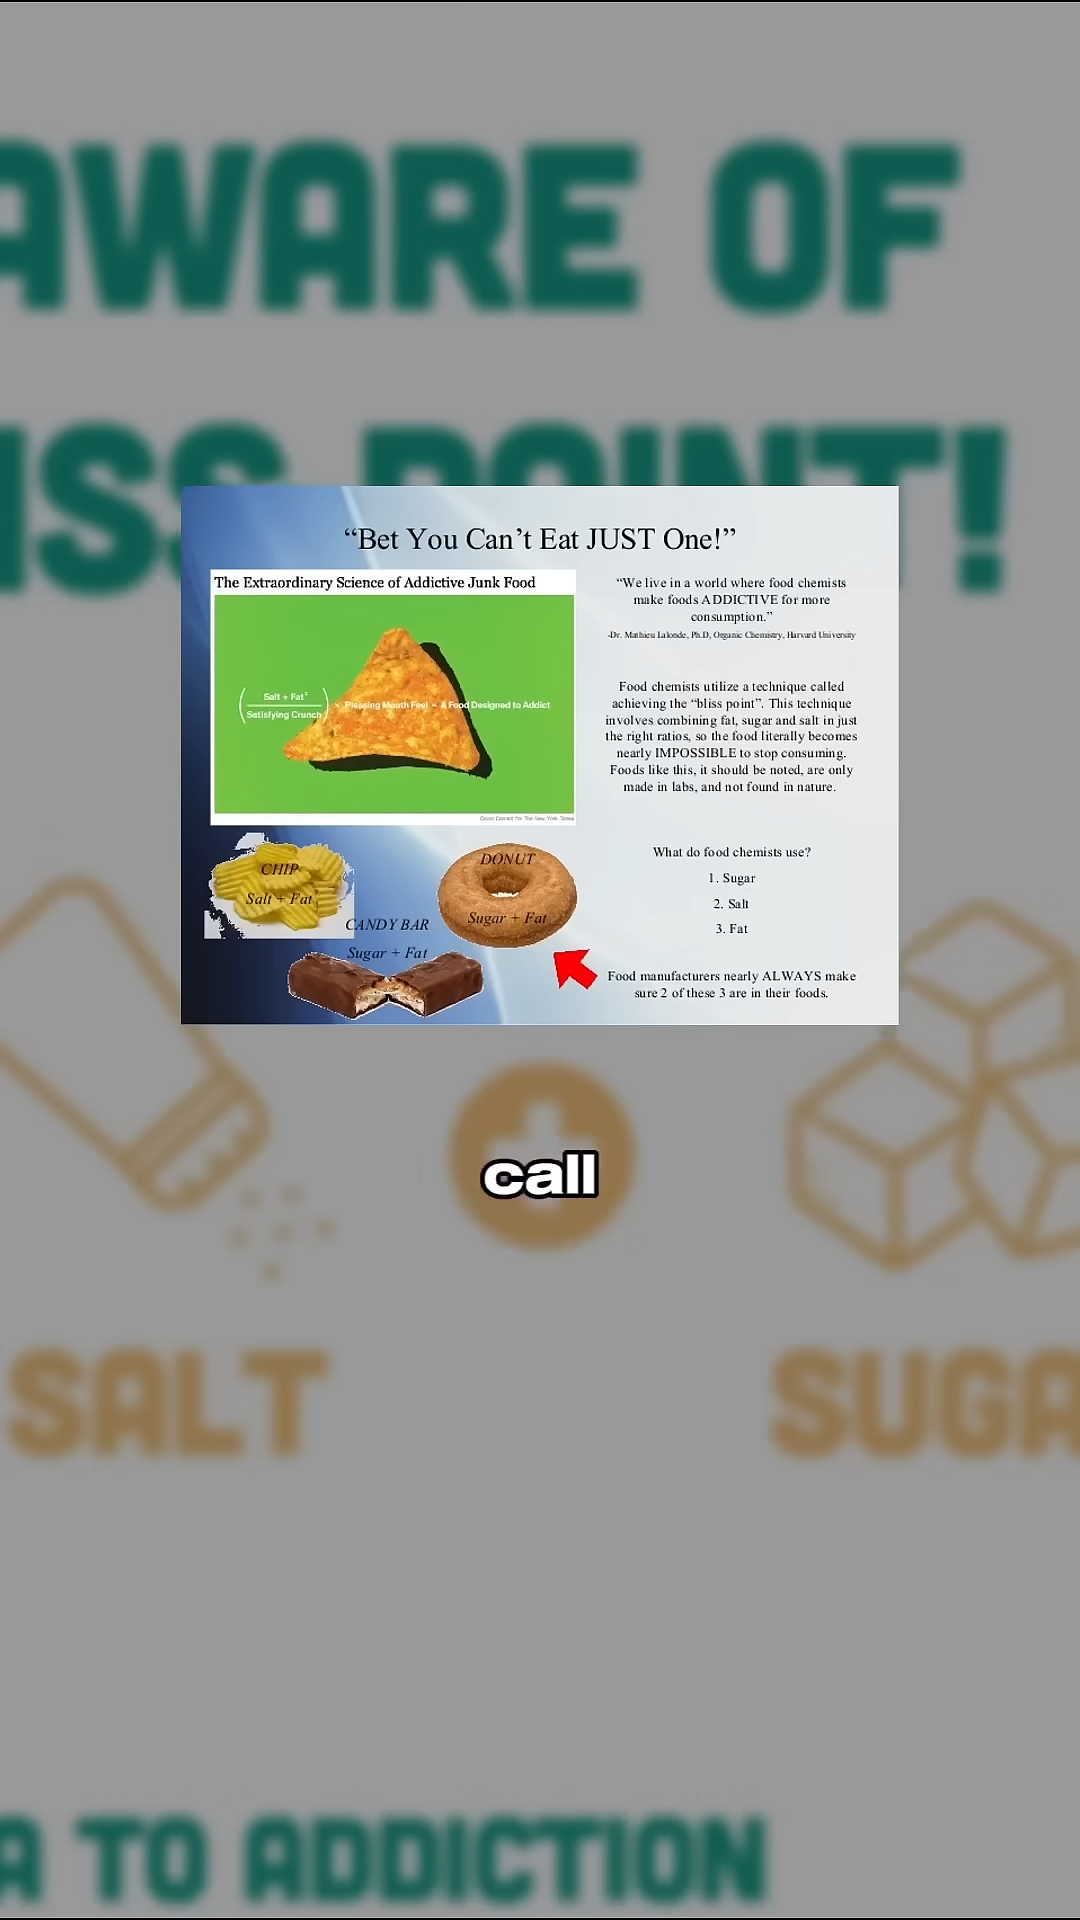 AWARE OF
ISS POINT!
“Bet You Can’t Eat JUST One!”
The Extraordinary Science of Addictive Junk Food
Salt + Fat²
Satisfying Crunch
× Pleasing Mouth Feel = A Food Designed to Addict
“We live in a world where food chemists
make foods ADDICTIVE for more
consumption.”
-Dr. Mathieu Lalonde, Ph.D, Organic Chemistry, Harvard University
Food chemists utilize a technique called
achieving the “bliss point”. This technique
involves combining fat, sugar and salt in just
the right ratios, so the food literally becomes
nearly IMPOSSIBLE to stop consuming.
Foods like this, it should be noted, are only
made in labs, and not found in nature.
CHIP
Salt + Fat
CANDY BAR
Sugar + Fat
DONUT
Sugar + Fat
What do food chemists use?
1. Sugar
2. Salt
3. Fat
Food manufacturers nearly ALWAYS make
sure 2 of these 3 are in their foods.
call
SALT
SUGA
A TO ADDICTION